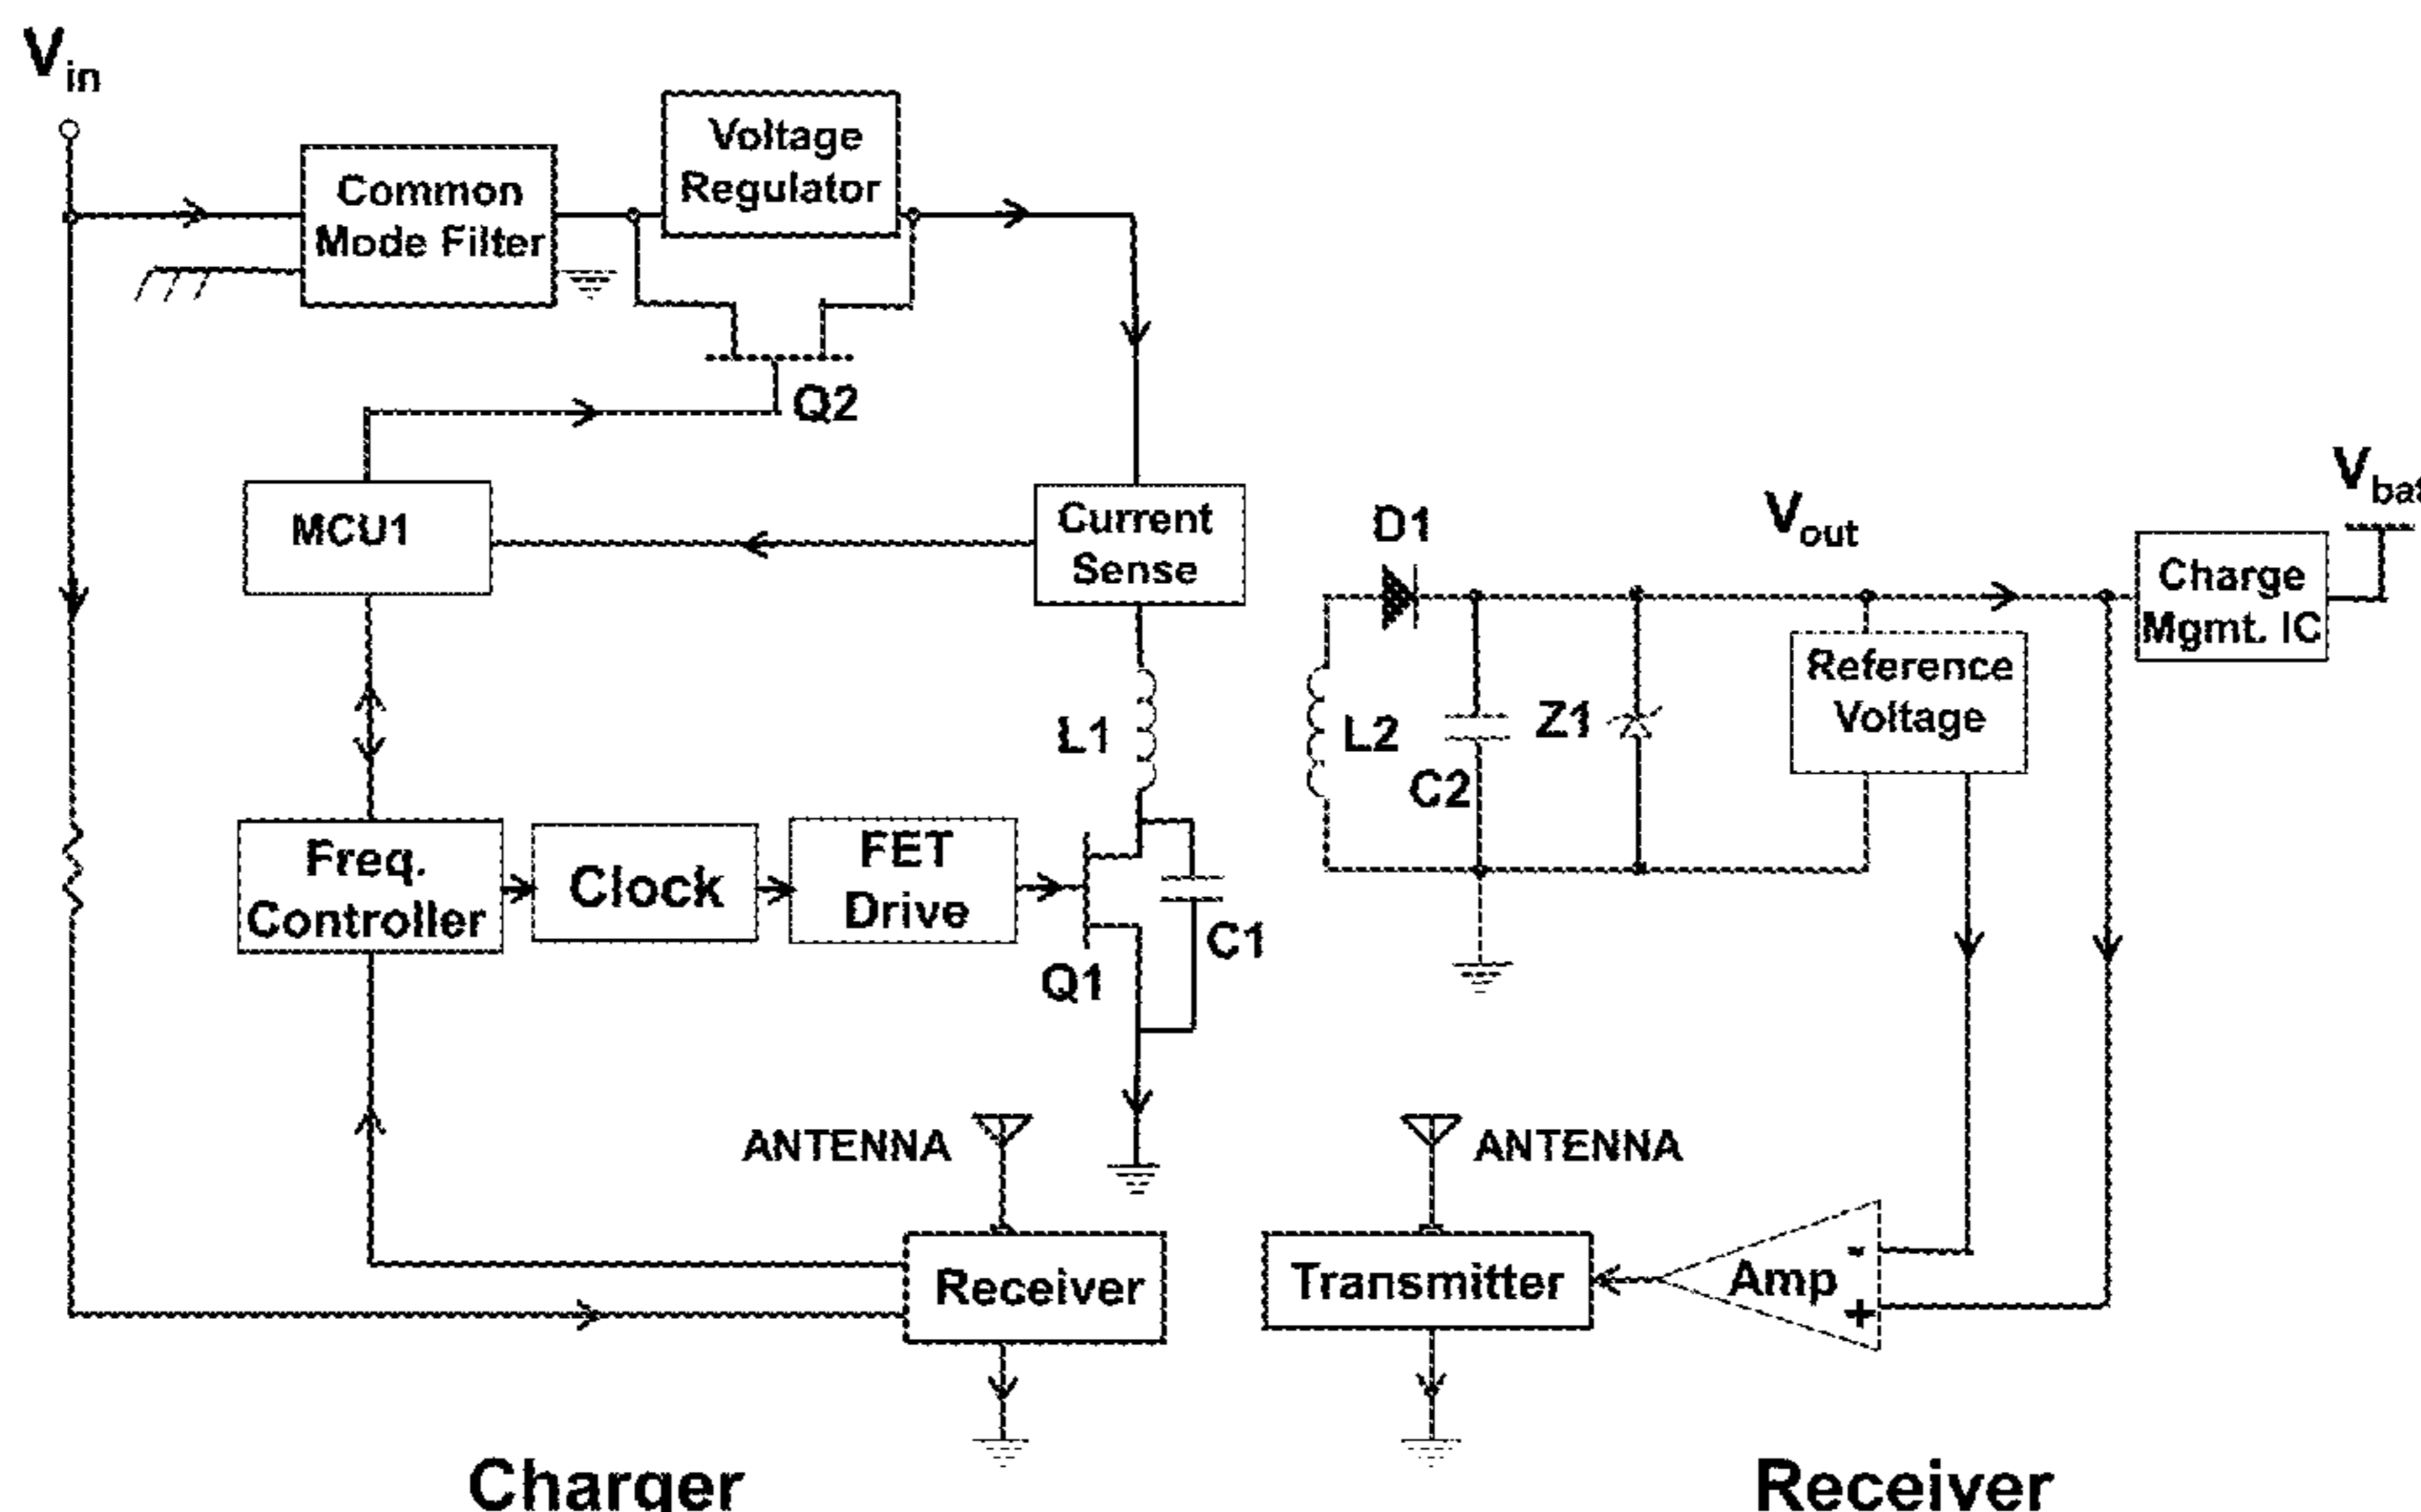 Vin
Common
Mode Filter
Voltage
Regulator
Q2
MCU1
Current
Sense
L1
Freq.
Controller
Clock
FET
Drive
Q1
C1
ANTENNA
Receiver
Charger
D1
Vout
Vbat
Charge
Mgmt. IC
L2
C2
Z1
Reference
Voltage
ANTENNA
Transmitter
Amp
-
+
Receiver